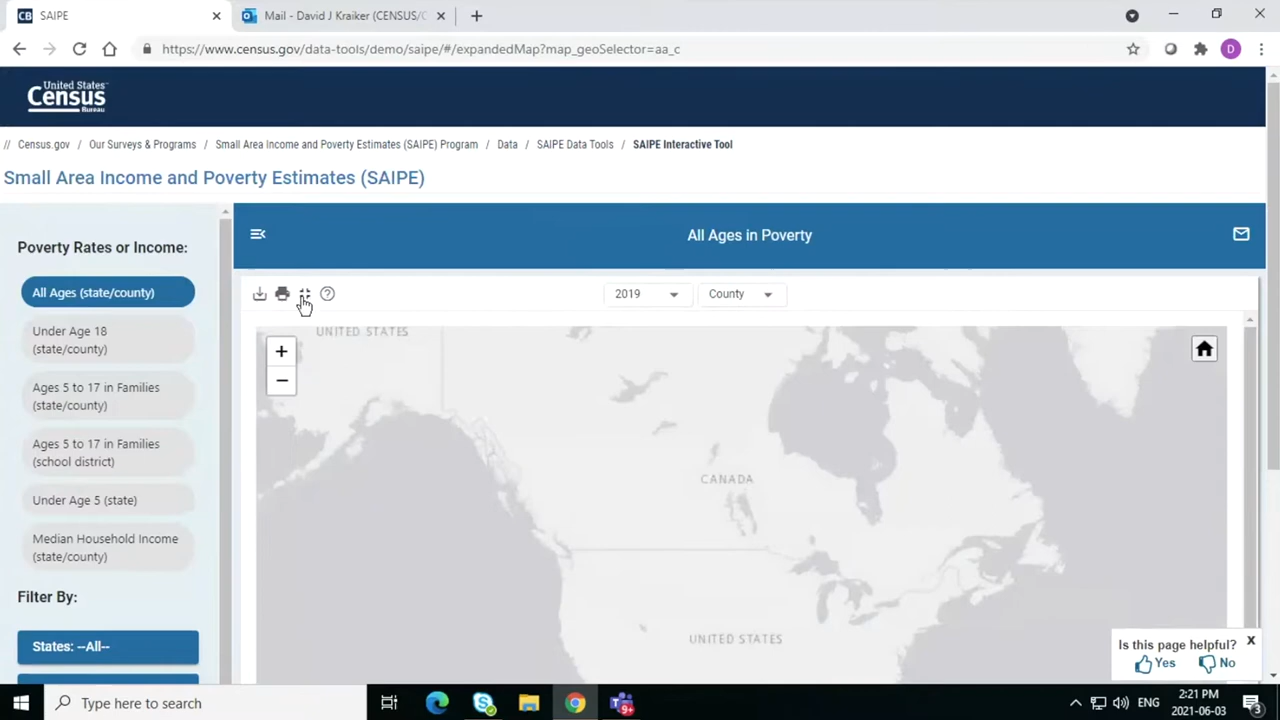 SAIPE
Mail - David J Kraiker (CENSUS/C
https://www.census.gov/data-tools/demo/saipe/#/expandedMap?map_geoSelector=aa_c
D
United States
Census
Bureau
// Census.gov / Our Surveys & Programs / Small Area Income and Poverty Estimates (SAIPE) Program / Data / SAIPE Data Tools / SAIPE Interactive Tool
Small Area Income and Poverty Estimates (SAIPE)
Poverty Rates or Income:
All Ages in Poverty
All Ages (state/county)
2019
County
Under Age 18
(state/county)
Ages 5 to 17 in Families
(state/county)
Ages 5 to 17 in Families
(school district)
Under Age 5 (state)
Median Household Income
(state/county)
Filter By:
States: --All--
UNITED STATES
+
−
CANADA
UNITED STATES
Is this page helpful? X
Yes No
Type here to search
9+
ENG
2:21 PM
2021-06-03
3